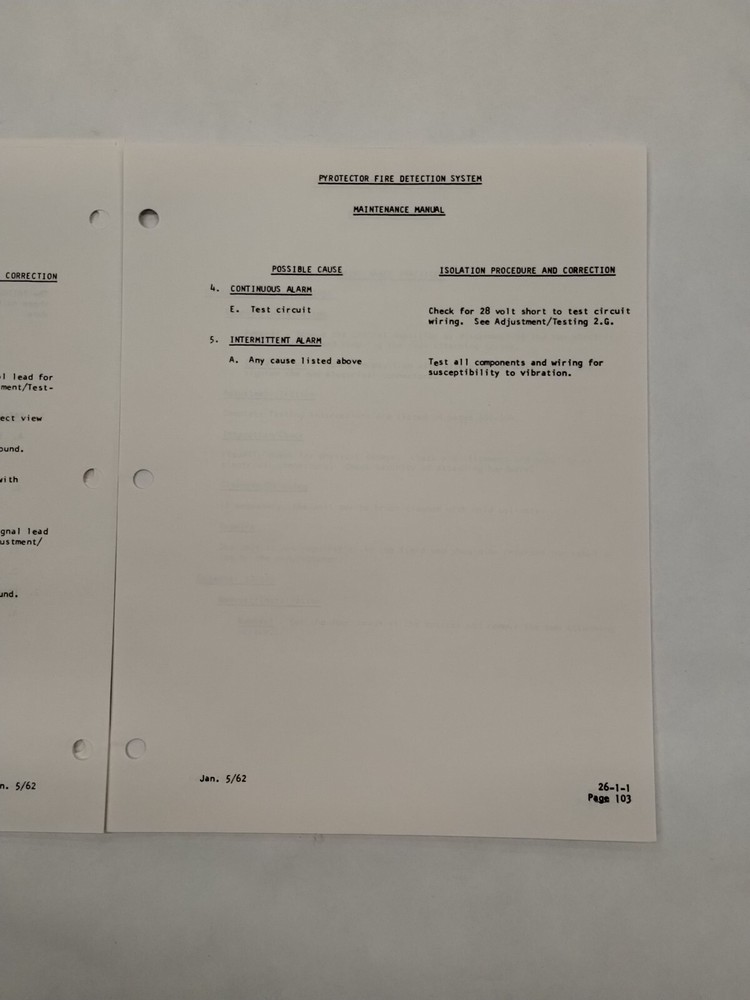 CORRECTION
l lead for
ment/Test-
ect view
ound.
with
gnal lead
ustment/
und.
n. 5/62
PYROTECTOR FIRE DETECTION SYSTEM
MAINTENANCE MANUAL
POSSIBLE CAUSE ISOLATION PROCEDURE AND CORRECTION
4. CONTINUOUS ALARM
E. Test circuit Check for 28 volt short to test circuit
wiring. See Adjustment/Testing 2.G.
5. INTERMITTENT ALARM
A. Any cause listed above Test all components and wiring for
susceptibility to vibration.
Jan. 5/62
26-1-1
Page 103